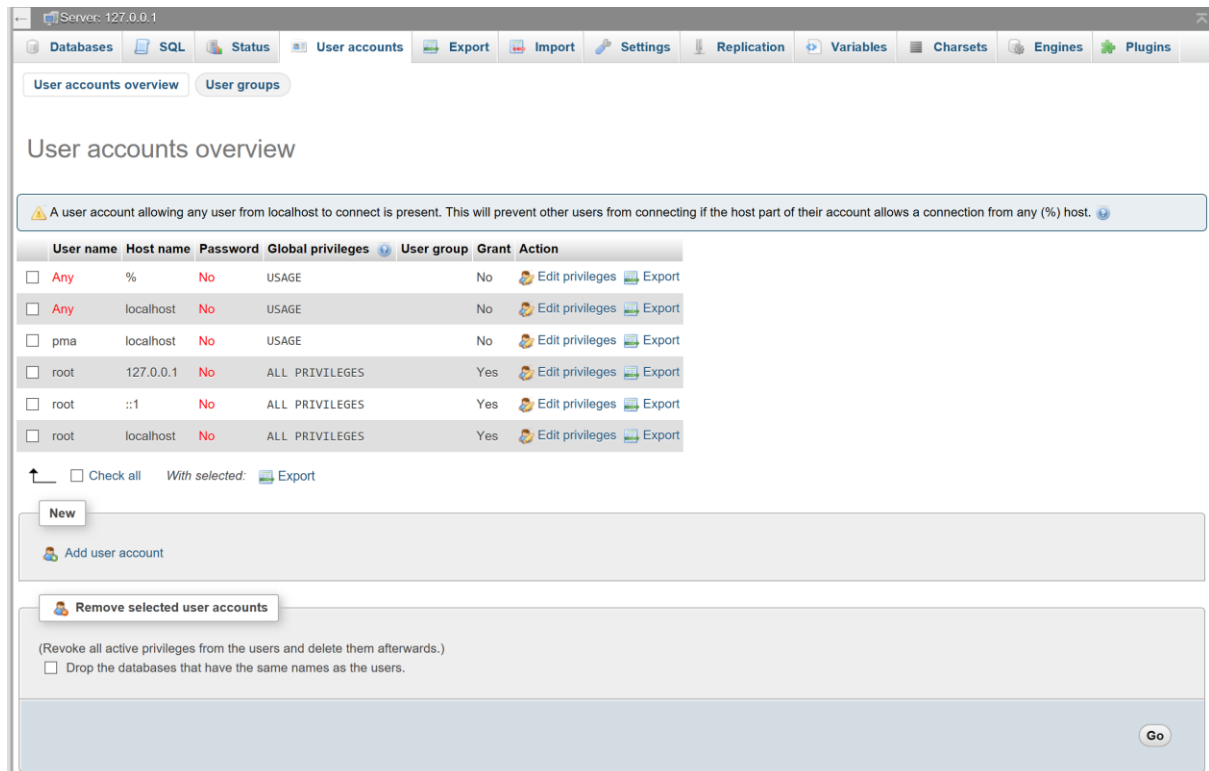 Server: 127.0.0.1
Databases SQL Status User accounts Export Import Settings Replication Variables Charsets Engines Plugins
User accounts overview User groups
User accounts overview
A user account allowing any user from localhost to connect is present. This will prevent other users from connecting if the host part of their account allows a connection from any (%) host.
User name Host name Password Global privileges User group Grant Action
Any % No USAGE No Edit privileges Export
Any localhost No USAGE No Edit privileges Export
pma localhost No USAGE No Edit privileges Export
root 127.0.0.1 No ALL PRIVILEGES Yes Edit privileges Export
root ::1 No ALL PRIVILEGES Yes Edit privileges Export
root localhost No ALL PRIVILEGES Yes Edit privileges Export
Check all With selected: Export
New
Add user account
Remove selected user accounts
(Revoke all active privileges from the users and delete them afterwards.)
Drop the databases that have the same names as the users.
Go